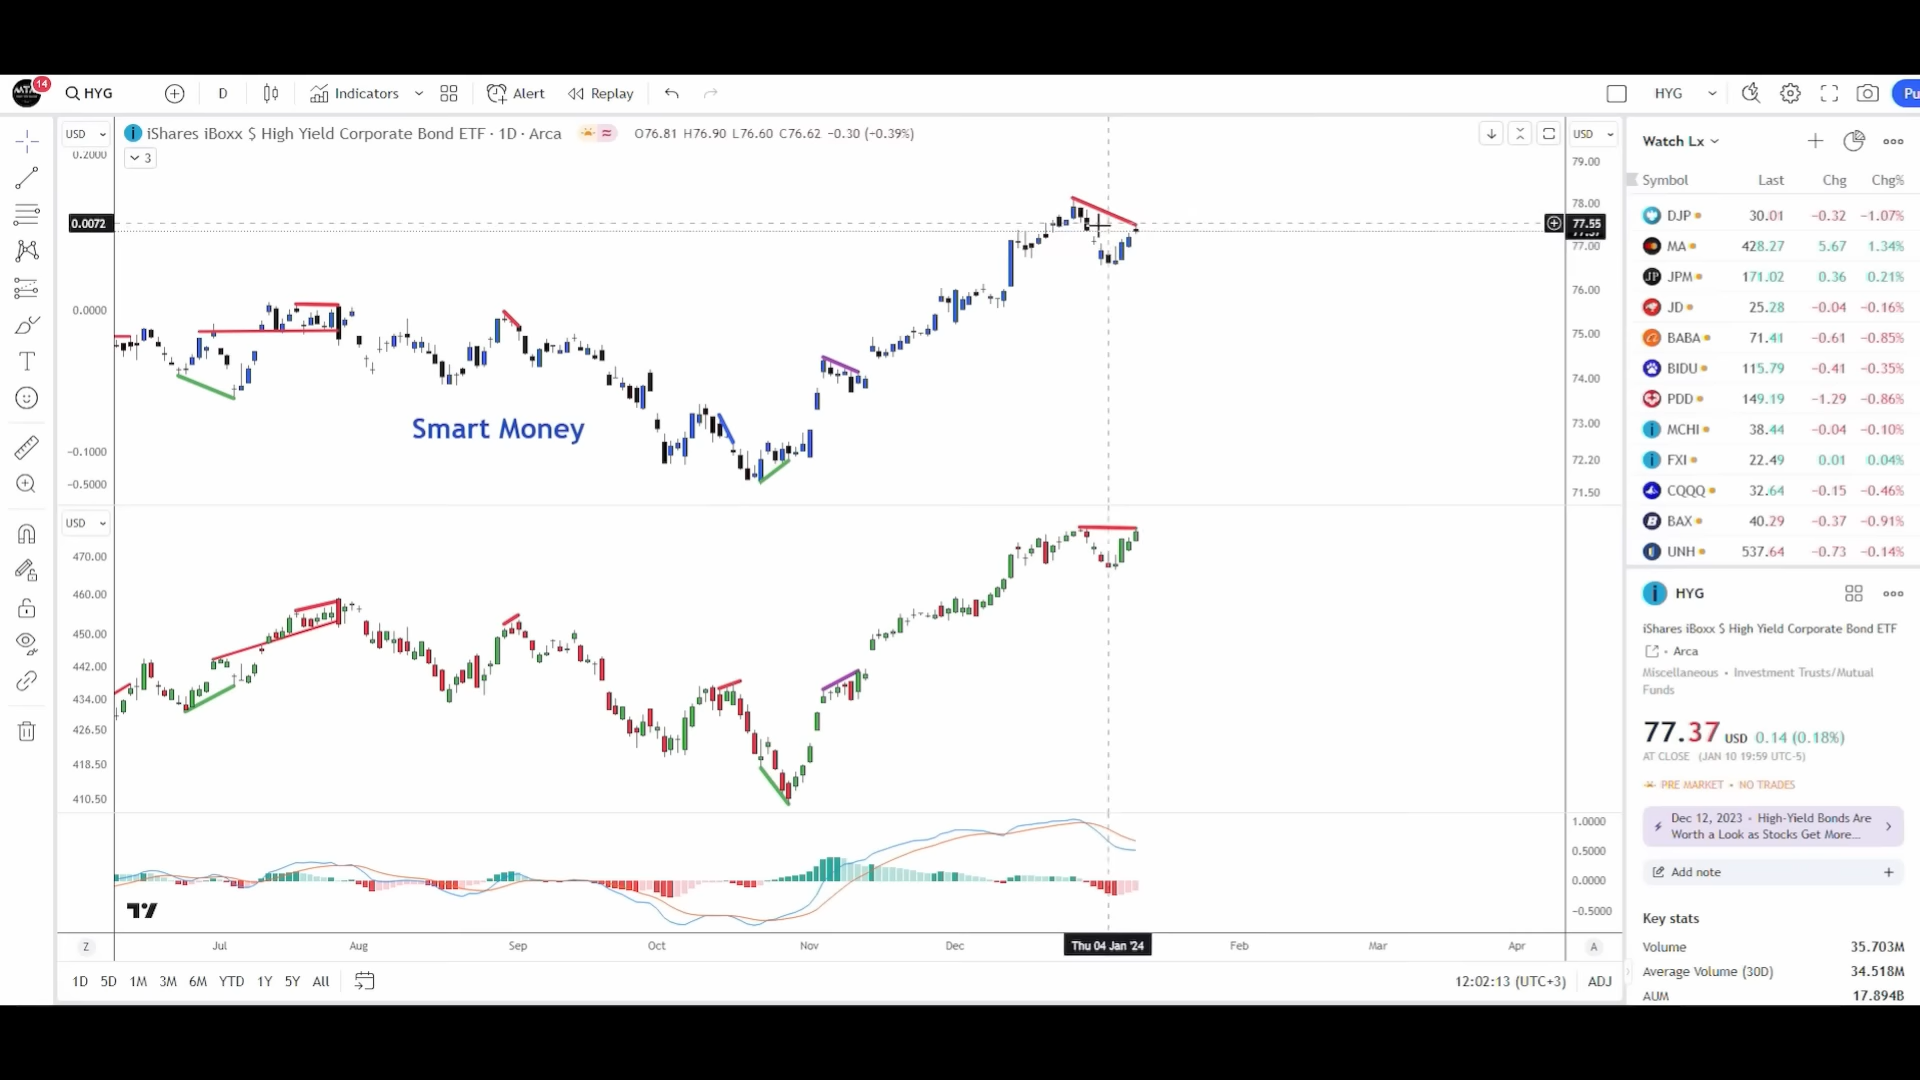 14
HYG
D
Indicators
Alert
Replay
HYG
Pu
USD
iShares iBoxx $ High Yield Corporate Bond ETF · 1D · Arca
O76.81 H76.90 L76.60 C76.62 −0.30 (−0.39%)
USD
3
0.2000
0.0072
0.0000
−0.1000
−0.5000
79.00
78.00
77.55
77.00
76.00
75.00
74.00
73.00
72.20
71.50
Smart Money
USD
470.00
460.00
450.00
442.00
434.00
426.50
418.50
410.50
1.0000
0.5000
0.0000
−0.5000
Z
Jul
Aug
Sep
Oct
Nov
Dec
Thu 04 Jan '24
Feb
Mar
Apr
A
1D 5D 1M 3M 6M YTD 1Y 5Y All
12:02:13 (UTC+3)
ADJ
Watch Lx
Symbol Last Chg Chg%
DJP 30.01 −0.32 −1.07%
MA 428.27 5.67 1.34%
JPM 171.02 0.36 0.21%
JD 25.28 −0.04 −0.16%
BABA 71.41 −0.61 −0.85%
BIDU 115.79 −0.41 −0.35%
PDD 149.19 −1.29 −0.86%
MCHI 38.44 −0.04 −0.10%
FXI 22.49 0.01 0.04%
CQQQ 32.64 −0.15 −0.46%
BAX 40.29 −0.37 −0.91%
UNH 537.64 −0.73 −0.14%
HYG
iShares iBoxx $ High Yield Corporate Bond ETF
Arca
Miscellaneous • Investment Trusts/Mutual
Funds
77.37 USD 0.14 (0.18%)
AT CLOSE (JAN 10 19:59 UTC-5)
PRE MARKET • NO TRADES
Dec 12, 2023 • High-Yield Bonds Are
Worth a Look as Stocks Get More...
Add note
Key stats
Volume 35.703M
Average Volume (30D) 34.518M
AUM 17.894B